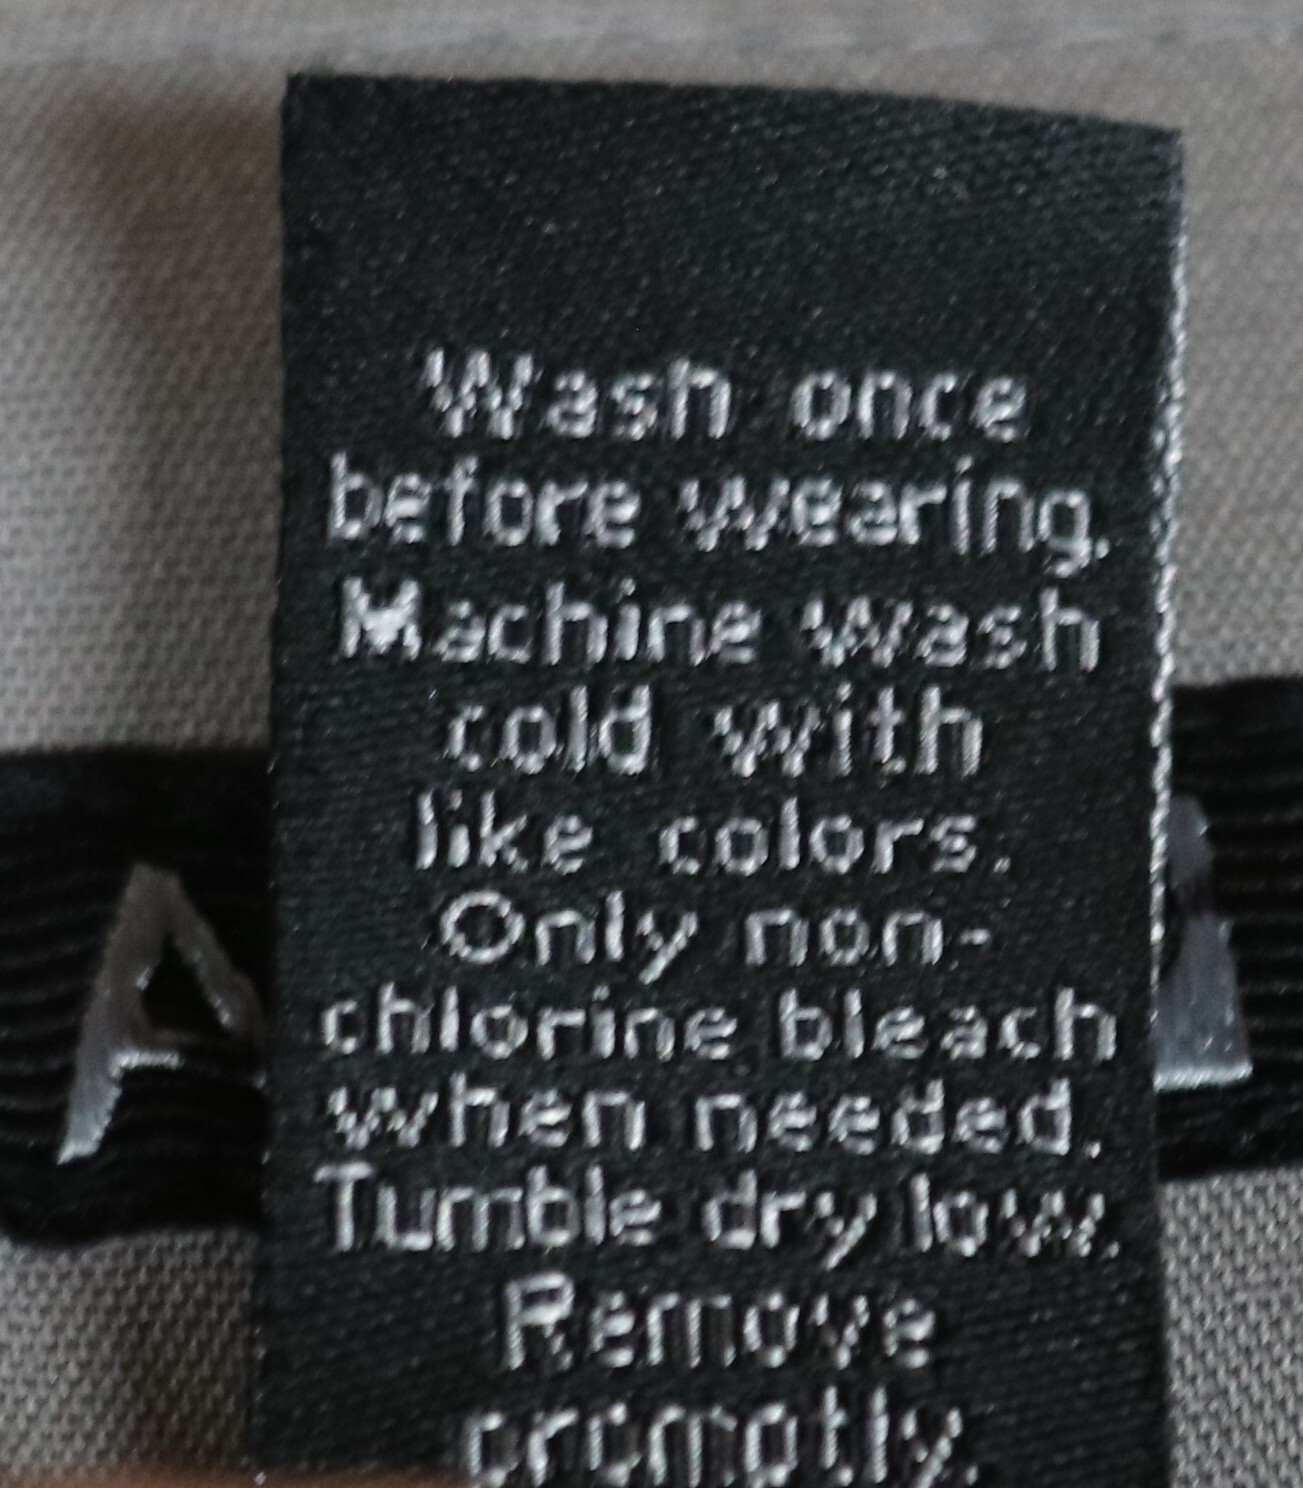 Wash once
before wearing.
Machine wash
cold with
like colors.
Only non-
chlorine bleach
when needed.
Tumble dry low.
Remove
promptly.
A